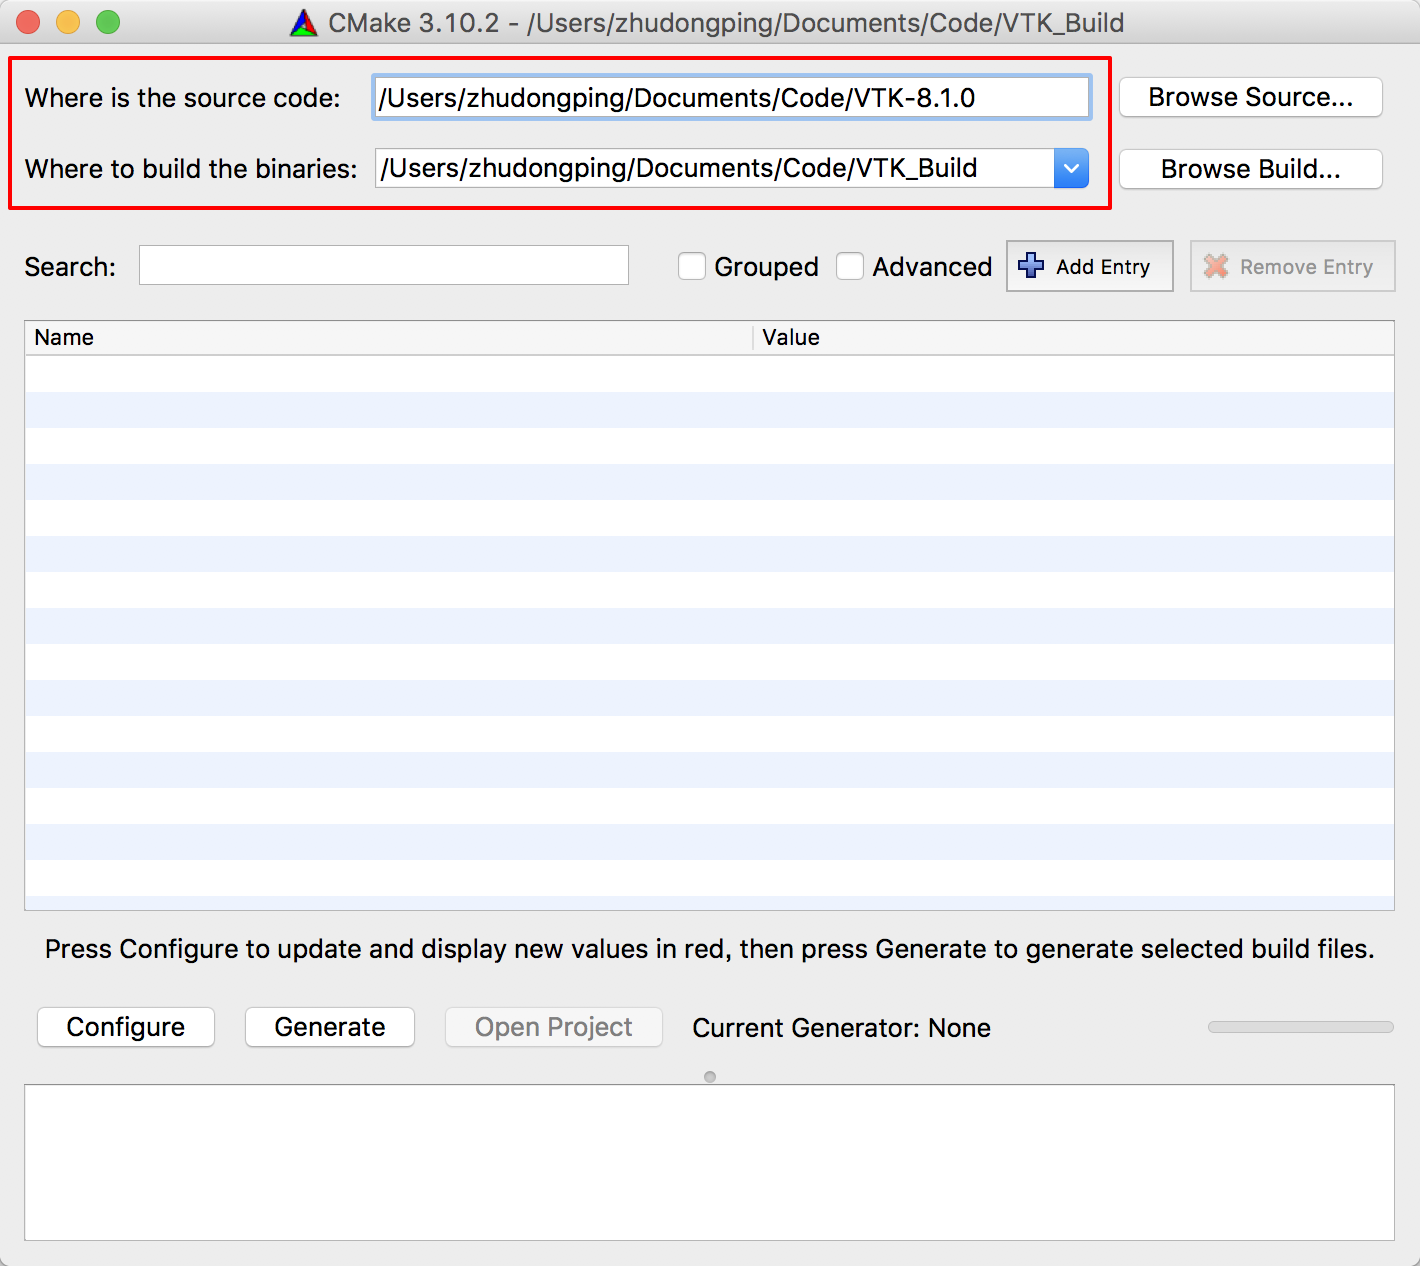 CMake 3.10.2 - /Users/zhudongping/Documents/Code/VTK_Build
Where is the source code: /Users/zhudongping/Documents/Code/VTK-8.1.0 Browse Source...
Where to build the binaries: /Users/zhudongping/Documents/Code/VTK_Build Browse Build...
Search: Grouped Advanced Add Entry Remove Entry
Name Value
Press Configure to update and display new values in red, then press Generate to generate selected build files.
Configure Generate Open Project Current Generator: None